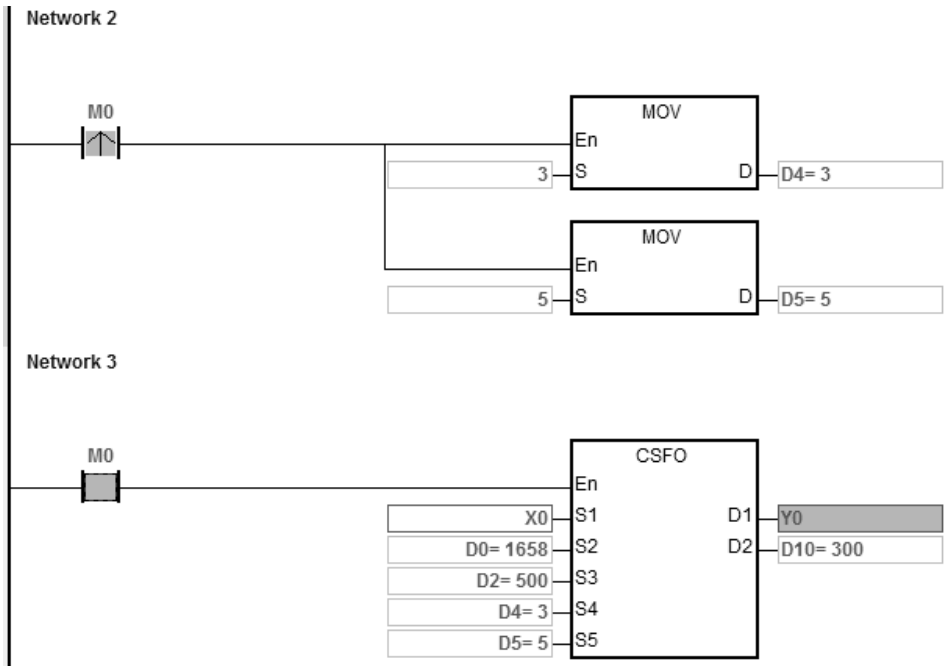 Network 2
M0
MOV
En
3 S D D4= 3
MOV
En
5 S D D5= 5
Network 3
M0
CSFO
En
X0 S1 D1 Y0
D0= 1658 S2 D2 D10= 300
D2= 500 S3
D4= 3 S4
D5= 5 S5